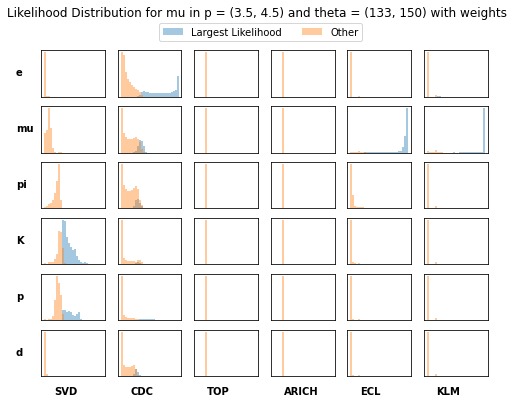 Likelihood Distribution for mu in p = (3.5, 4.5) and theta = (133, 150) with weights
Largest Likelihood Other
e
mu
pi
K
p
d
SVD CDC TOP ARICH ECL KLM